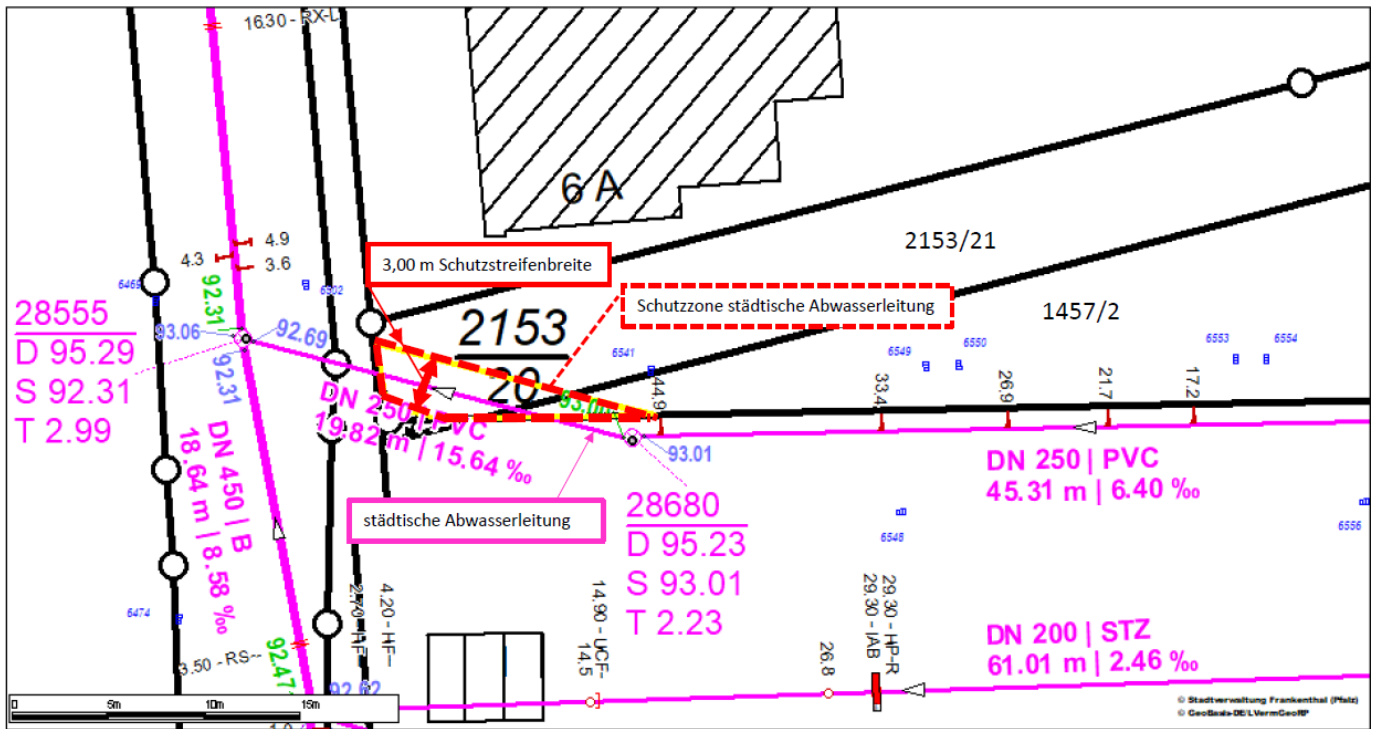 16.30 - RX-L
6 A
2153/21
3,00 m Schutzstreifenbreite
4.9
4.3
3.6
6469
6502
92.31
Schutzzone städtische Abwasserleitung
1457/2
28555
D 95.29
S 92.31
T 2.99
93.06
92.69
92.31
2153
20
6541
6549
6550
6553
6554
44.9
33.4
26.9
21.7
17.2
DN 250 | PVC
19.82 m | 15.64 ‰
93.01
DN 250 | PVC
45.31 m | 6.40 ‰
DN 450 | B
18.64 m | 8.58 ‰
städtische Abwasserleitung
28680
D 95.23
S 93.01
T 2.23
6548
6556
6474
2.70 - HF-
4.20 - HF--
14.90 - UCF-
14.5
29.30 - HP-R
29.30 - IAB
26.8
DN 200 | STZ
61.01 m | 2.46 ‰
3.50 - RS--
92.47
92.62
0 5m 10m 15m
© Stadtverwaltung Frankenthal (Pfalz)
© GeoBasis-DE/LVermGeoRP